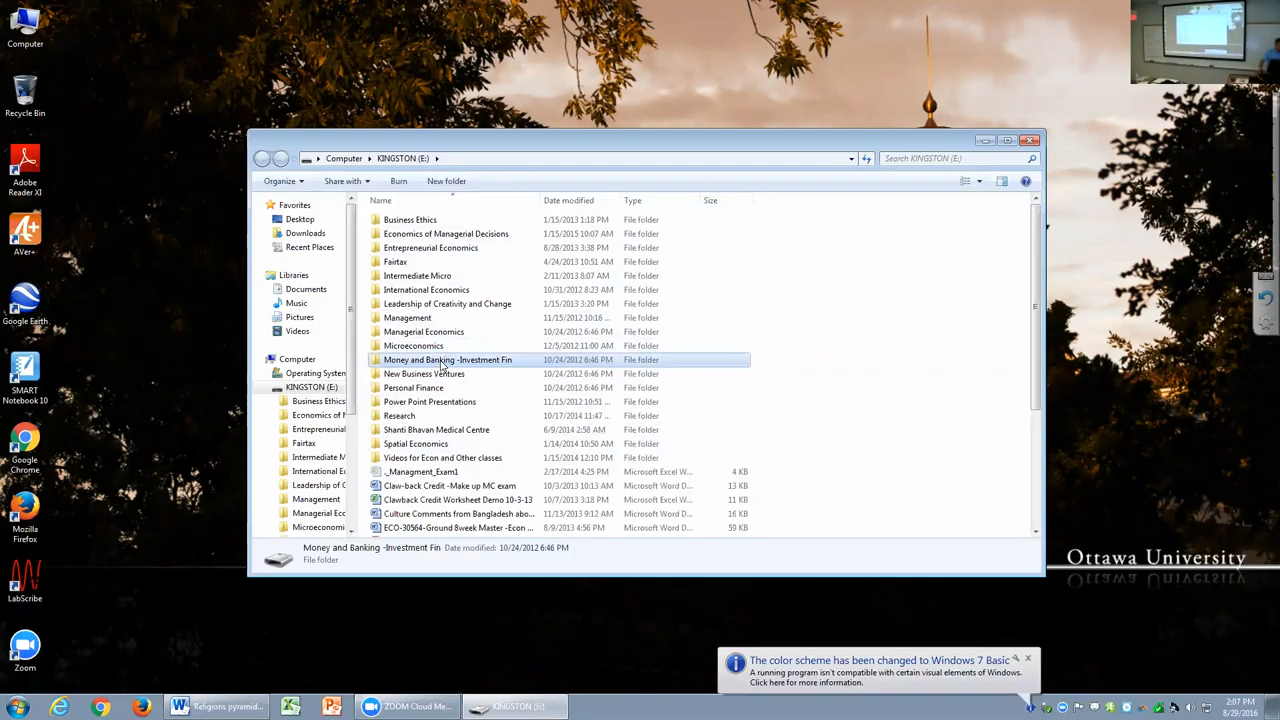 Computer
Recycle Bin
Adobe
Reader XI
AVer+
Google Earth
SMART
Notebook 10
Google
Chrome
Mozilla
Firefox
LabScribe
Zoom
Computer KINGSTON (E:)
Search KINGSTON (E:)
Organize Share with Burn New folder
Name Date modified Type Size
Favorites
Desktop
Downloads
Recent Places
Libraries
Documents
Music
Pictures
Videos
Computer
Operating System
KINGSTON (E:)
Business Ethics
Economics of M
Entrepreneurial
Fairtax
Intermediate M
International Ec
Leadership of C
Management
Managerial Ecc
Microeconomi
Business Ethics 1/15/2013 1:18 PM File folder
Economics of Managerial Decisions 1/15/2015 10:07 AM File folder
Entrepreneurial Economics 8/28/2013 3:38 PM File folder
Fairtax 4/24/2013 10:51 AM File folder
Intermediate Micro 2/11/2013 8:07 AM File folder
International Economics 10/31/2012 8:23 AM File folder
Leadership of Creativity and Change 1/15/2013 3:20 PM File folder
Management 11/15/2012 10:16 ... File folder
Managerial Economics 10/24/2012 6:46 PM File folder
Microeconomics 12/5/2012 11:00 AM File folder
Money and Banking -Investment Fin 10/24/2012 6:46 PM File folder
New Business Ventures 10/24/2012 6:46 PM File folder
Personal Finance 10/24/2012 6:46 PM File folder
Power Point Presentations 11/15/2012 10:51 ... File folder
Research 10/17/2014 11:47 ... File folder
Shanti Bhavan Medical Centre 6/9/2014 2:58 PM File folder
Spatial Economics 1/14/2014 10:50 AM File folder
Videos for Econ and Other classes 6/9/2014 2:58 PM File folder
._Managment_Exam1 2/17/2014 4:25 PM Microsoft Excel W... 4 KB
Claw-back Credit -Make up MC exam 10/3/2013 10:13 AM Microsoft Word D... 13 KB
Clawback Credit Worksheet Demo 10-3-13 10/7/2013 3:18 PM Microsoft Excel W... 11 KB
Culture Comments from Bangladesh abo... 11/13/2013 9:12 AM Microsoft Word D... 16 KB
ECO-30564-Ground 8week Master -Econ ... 8/9/2013 4:56 PM Microsoft Word D... 59 KB
Money and Banking -Investment Fin Date modified: 10/24/2012 6:46 PM
File folder
Ottawa University
The color scheme has been changed to Windows 7 Basic
A running program isn't compatible with certain visual elements of Windows.
Click here for more information.
Religions pyramid...
ZOOM Cloud Me...
KINGSTON (E:)
2:07 PM
8/29/2016